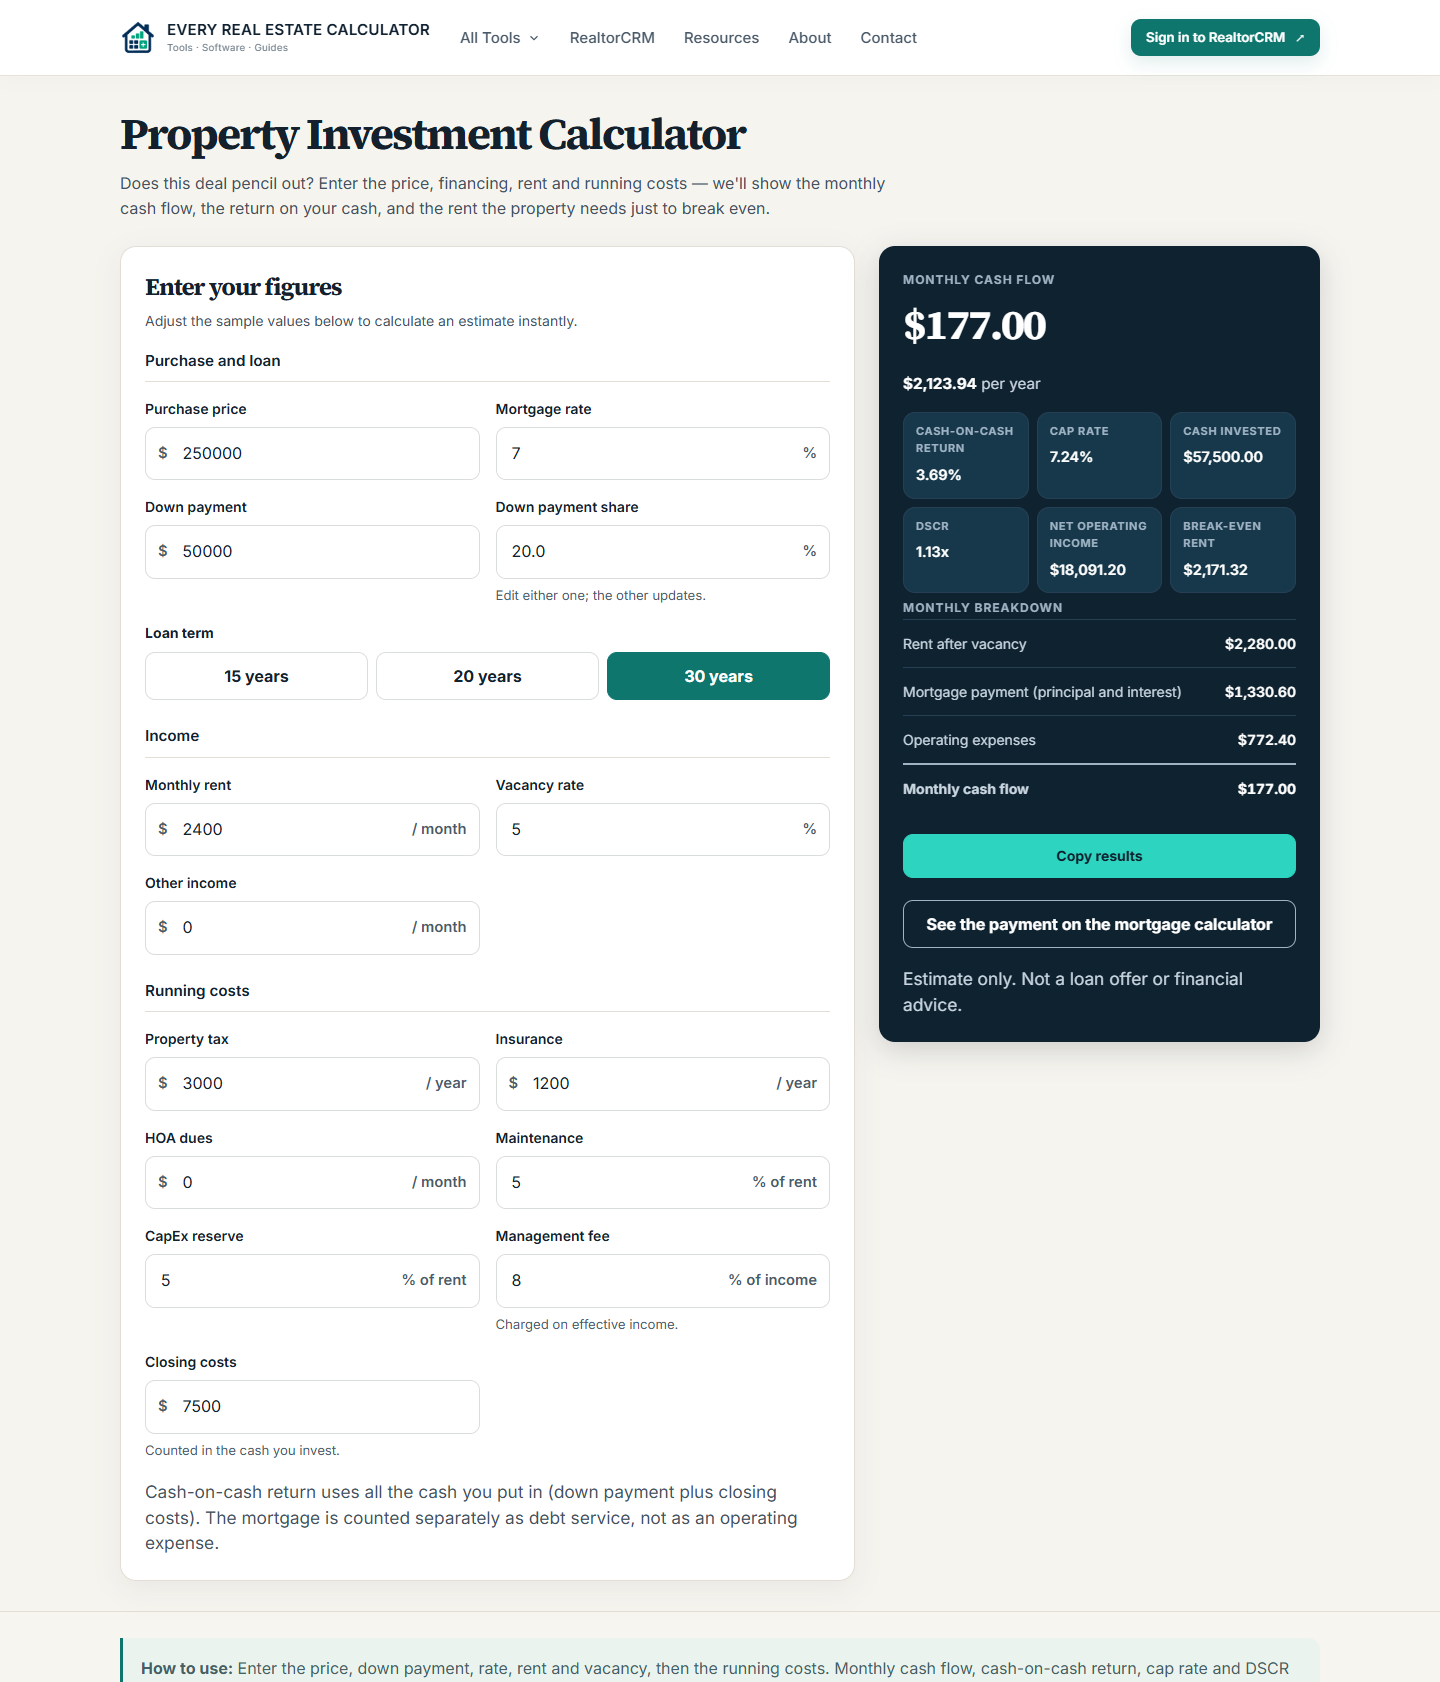 EVERY REAL ESTATE CALCULATOR
Tools · Software · Guides
All Tools
RealtorCRM
Resources
About
Contact
Sign in to RealtorCRM ↗
Property Investment Calculator
Does this deal pencil out? Enter the price, financing, rent and running costs — we'll show the monthly
cash flow, the return on your cash, and the rent the property needs just to break even.
Enter your figures
Adjust the sample values below to calculate an estimate instantly.
Purchase and loan
Purchase price
$ 250000
Mortgage rate
7 %
Down payment
$ 50000
Down payment share
20.0 %
Edit either one; the other updates.
Loan term
15 years
20 years
30 years
Income
Monthly rent
$ 2400 / month
Vacancy rate
5 %
Other income
$ 0 / month
Running costs
Property tax
$ 3000 / year
Insurance
$ 1200 / year
HOA dues
$ 0 / month
Maintenance
5 % of rent
CapEx reserve
5 % of rent
Management fee
8 % of income
Charged on effective income.
Closing costs
$ 7500
Counted in the cash you invest.
Cash-on-cash return uses all the cash you put in (down payment plus closing
costs). The mortgage is counted separately as debt service, not as an operating
expense.
MONTHLY CASH FLOW
$177.00
$2,123.94 per year
CASH-ON-CASH
RETURN
3.69%
CAP RATE
7.24%
CASH INVESTED
$57,500.00
DSCR
1.13x
NET OPERATING
INCOME
$18,091.20
BREAK-EVEN
RENT
$2,171.32
MONTHLY BREAKDOWN
Rent after vacancy $2,280.00
Mortgage payment (principal and interest) $1,330.60
Operating expenses $772.40
Monthly cash flow $177.00
Copy results
See the payment on the mortgage calculator
Estimate only. Not a loan offer or financial
advice.
How to use: Enter the price, down payment, rate, rent and vacancy, then the running costs. Monthly cash flow, cash-on-cash return, cap rate and DSCR